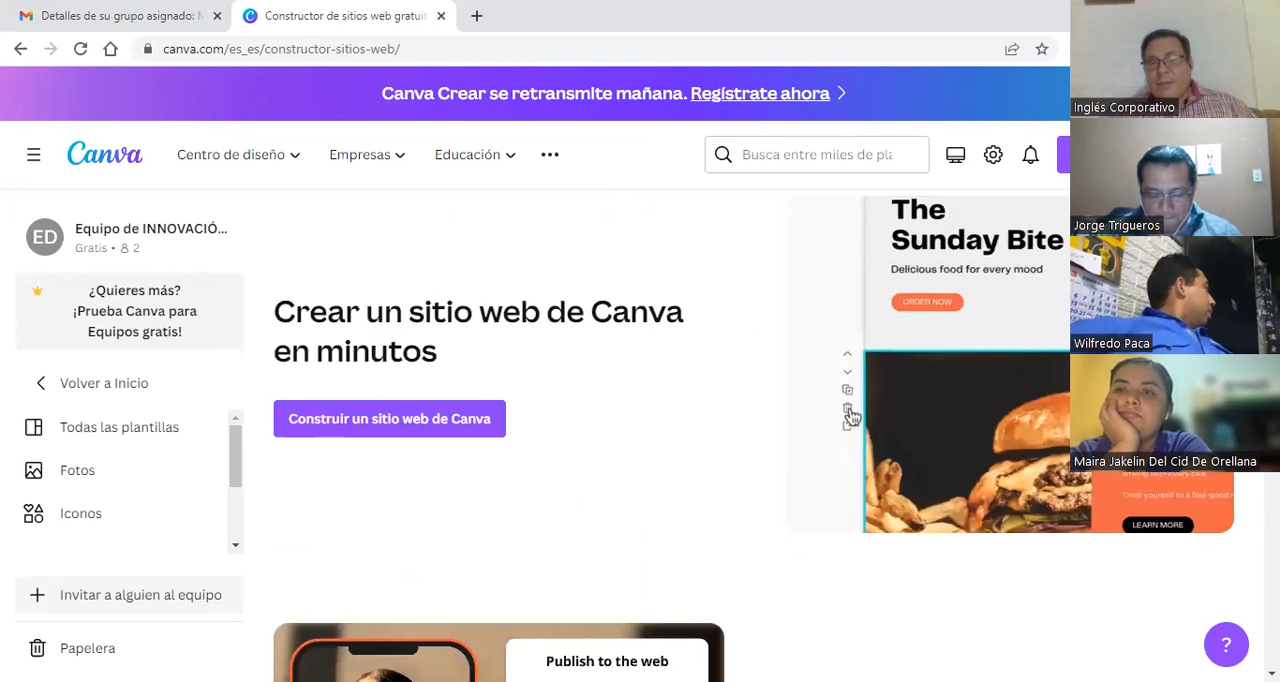 Detalles de su grupo asignado:
Constructor de sitios web gratuit
canva.com/es_es/constructor-sitios-web/
Canva Crear se retransmite mañana. Regístrate ahora
Canva
Centro de diseño
Empresas
Educación
Busca entre miles de pla
ED
Equipo de INNOVACIÓ...
Gratis • 2
¿Quieres más?
¡Prueba Canva para
Equipos gratis!
Volver a Inicio
Todas las plantillas
Fotos
Iconos
Invitar a alguien al equipo
Papelera
Crear un sitio web de Canva
en minutos
Construir un sitio web de Canva
The
Sunday Bite
Delicious food for every mood
ORDER NOW
Treat yourself to a feel-good
LEARN MORE
Publish to the web
?
Inglés Corporativo
Jorge Trigueros
Wilfredo Paca
Maira Jakelin Del Cid De Orellana